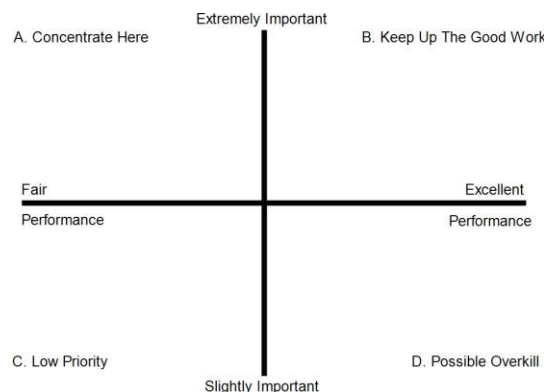 Extremely Important
A. Concentrate Here
B. Keep Up The Good Work
Fair
Excellent
Performance
Performance
C. Low Priority
D. Possible Overkill
Slightly Important